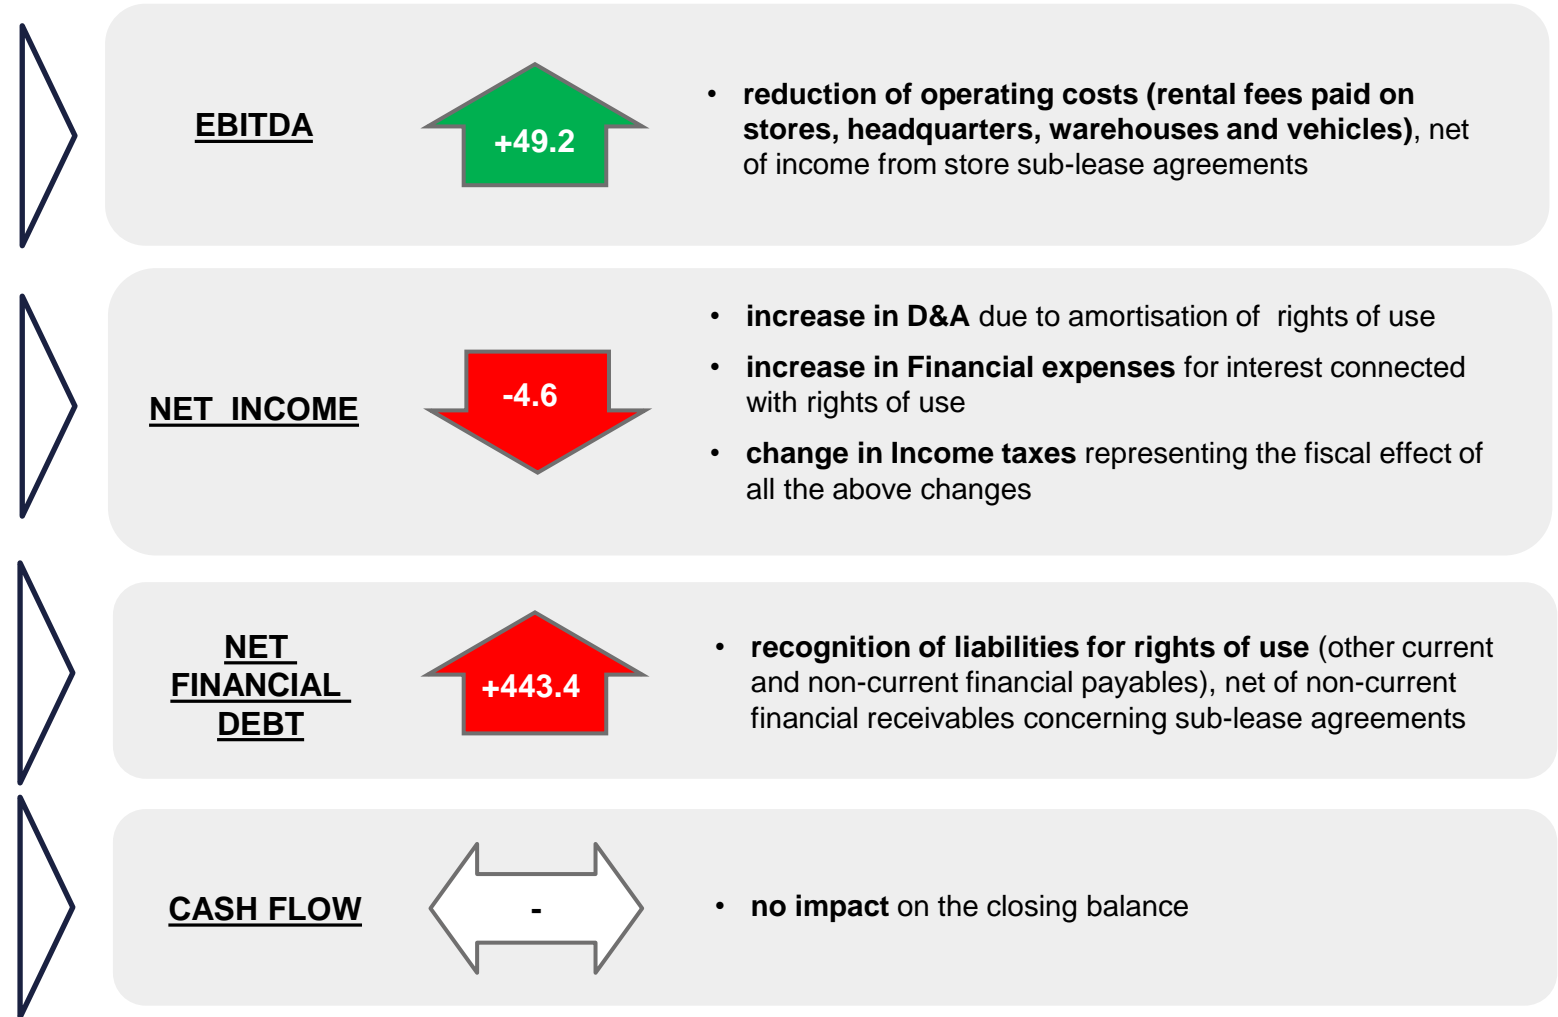 EBITDA
+49.2
• reduction of operating costs (rental fees paid on
stores, headquarters, warehouses and vehicles), net
of income from store sub-lease agreements
NET INCOME
-4.6
• increase in D&A due to amortisation of rights of use
• increase in Financial expenses for interest connected
with rights of use
• change in Income taxes representing the fiscal effect of
all the above changes
NET
FINANCIAL
DEBT
+443.4
• recognition of liabilities for rights of use (other current
and non-current financial payables), net of non-current
financial receivables concerning sub-lease agreements
CASH FLOW
-
• no impact on the closing balance